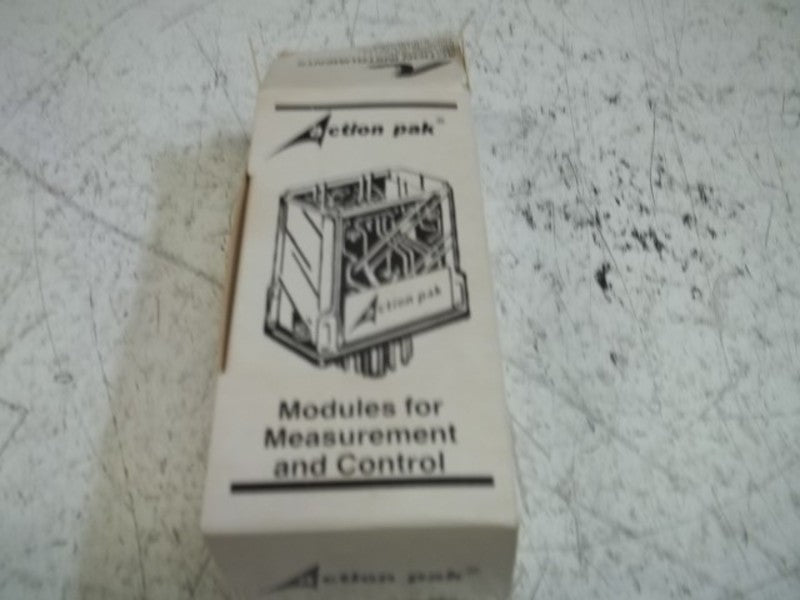 Action pak®
Action pak
Modules for
Measurement
and Control
Action pak®